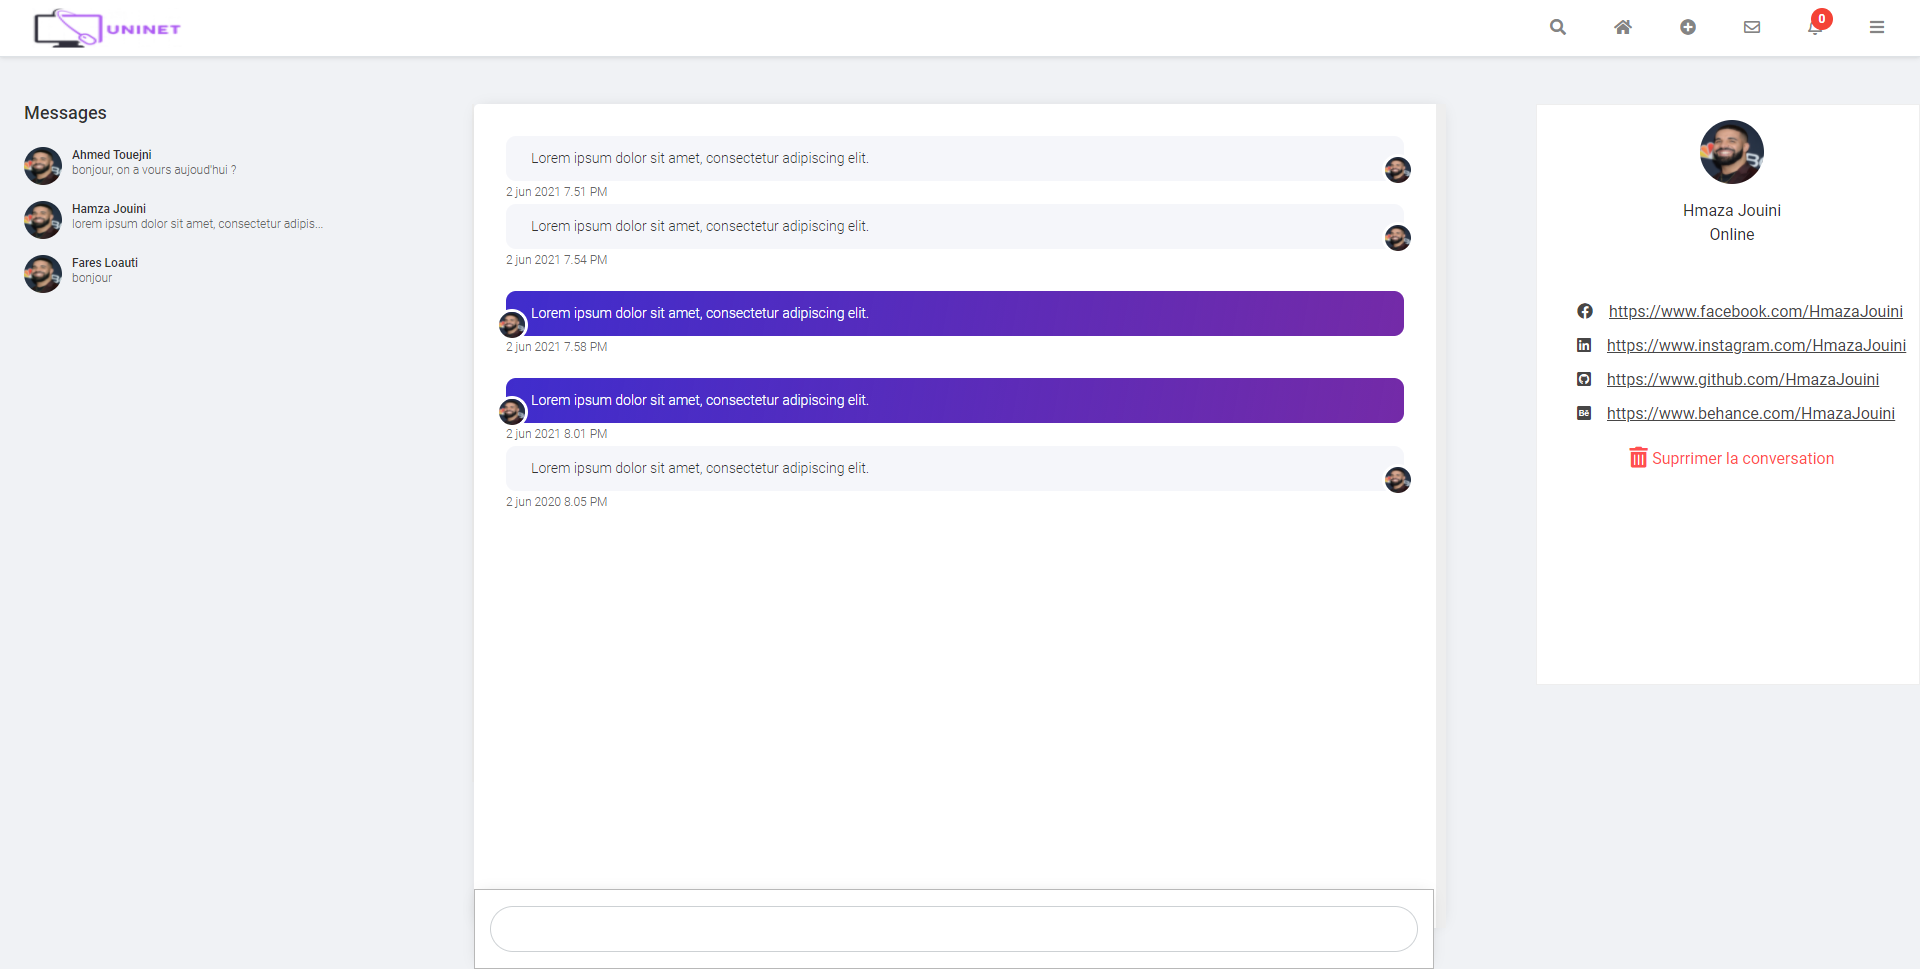 UNINET
0
Messages
Ahmed Touejni
bonjour, on a vours aujoud'hui ?
Hamza Jouini
lorem ipsum dolor sit amet, consectetur adipis...
Fares Loauti
bonjour
Lorem ipsum dolor sit amet, consectetur adipiscing elit.
2 jun 2021 7.51 PM
Lorem ipsum dolor sit amet, consectetur adipiscing elit.
2 jun 2021 7.54 PM
Lorem ipsum dolor sit amet, consectetur adipiscing elit.
2 jun 2021 7.58 PM
Lorem ipsum dolor sit amet, consectetur adipiscing elit.
2 jun 2021 8.01 PM
Lorem ipsum dolor sit amet, consectetur adipiscing elit.
2 jun 2020 8.05 PM
Hmaza Jouini
Online
https://www.facebook.com/HmazaJouini
https://www.instagram.com/HmazaJouini
https://www.github.com/HmazaJouini
https://www.behance.com/HmazaJouini
Suprrimer la conversation